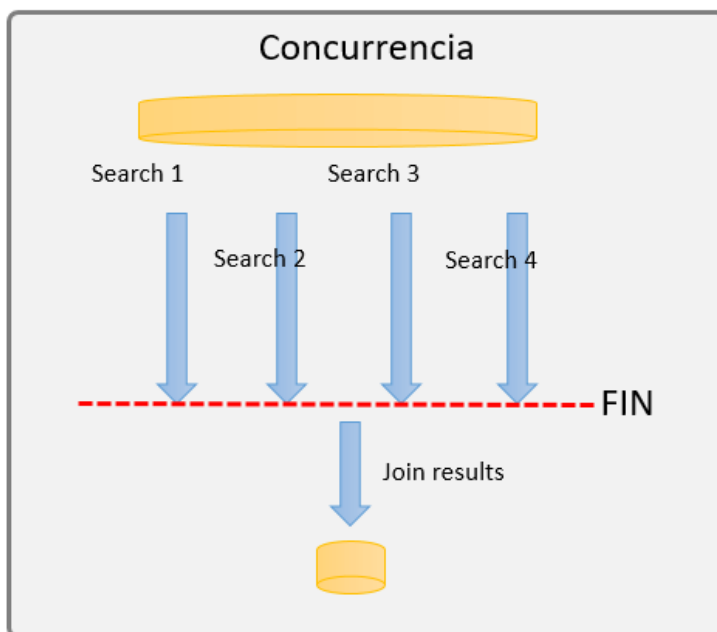 Concurrencia
Search 1
Search 3
Search 2
Search 4
FIN
Join results